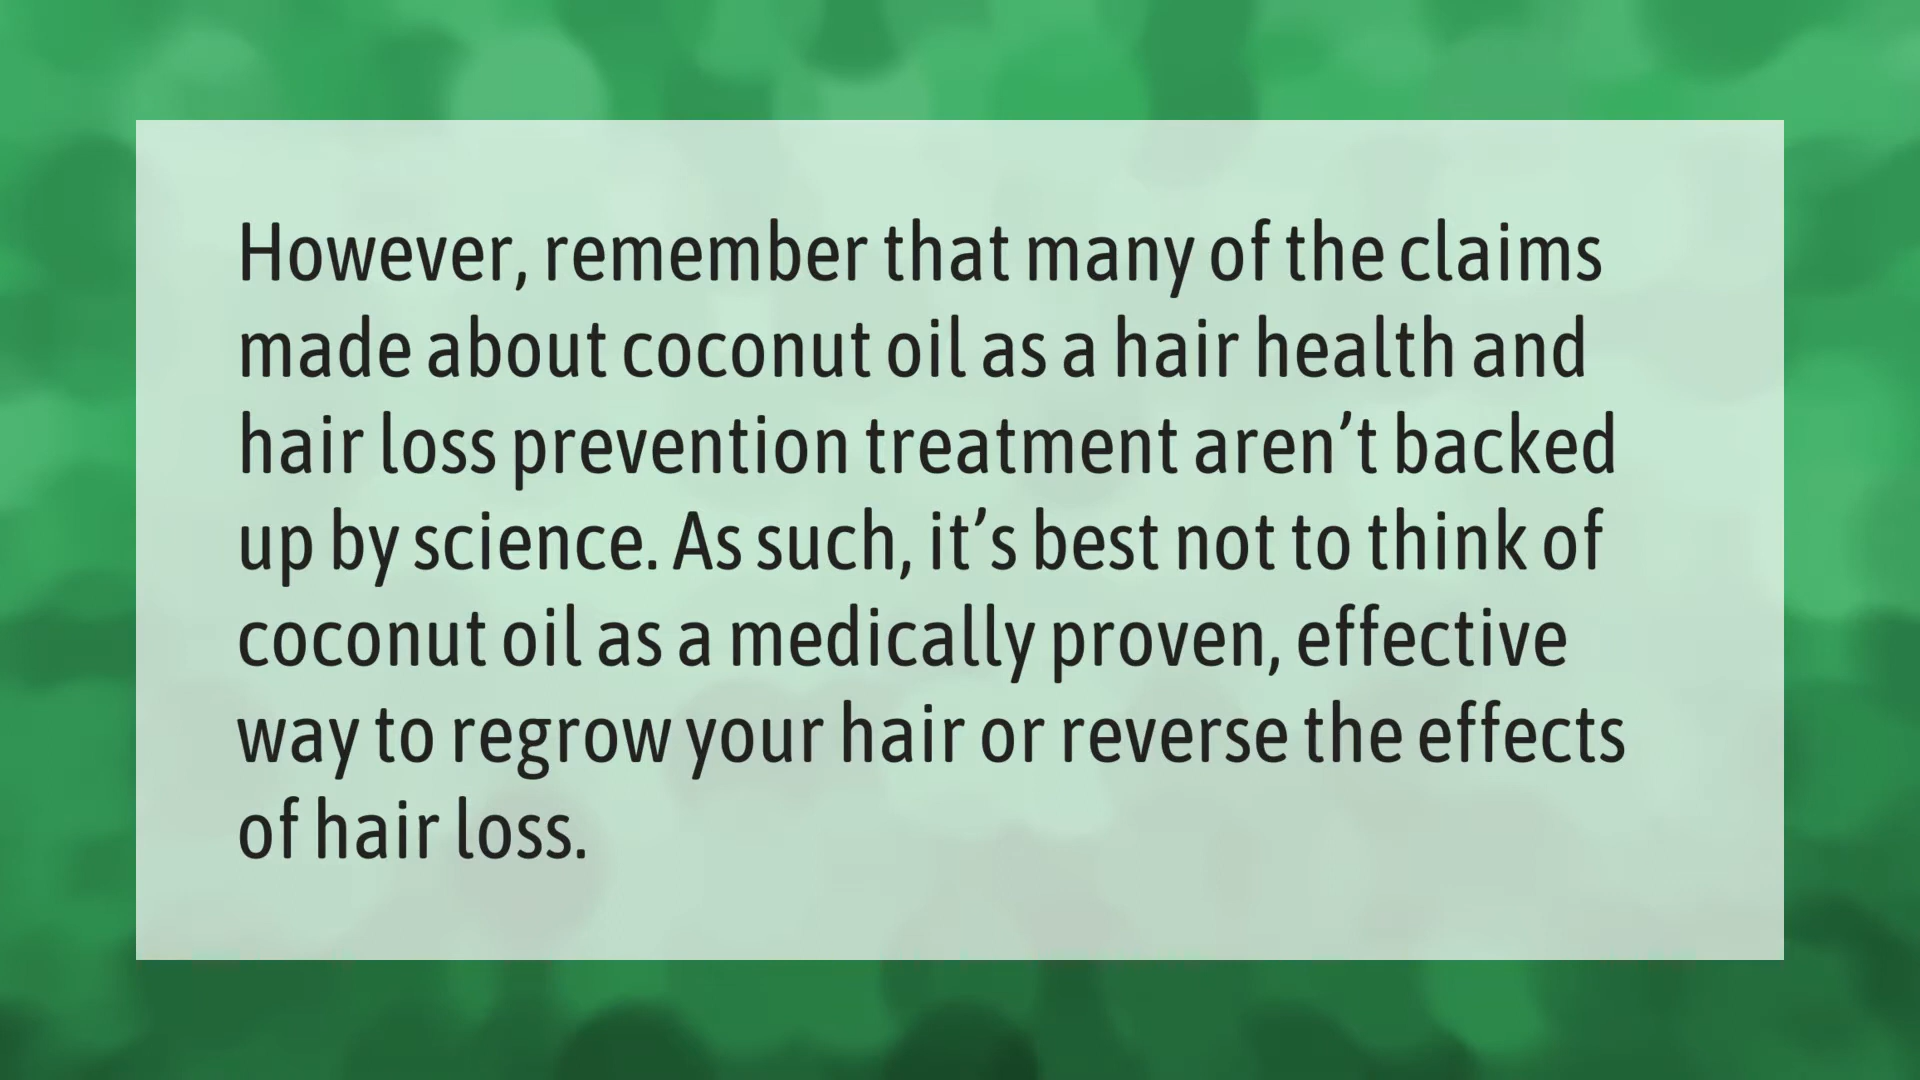 However, remember that many of the claims
made about coconut oil as a hair health and
hair loss prevention treatment aren’t backed
up by science. As such, it’s best not to think of
coconut oil as a medically proven, effective
way to regrow your hair or reverse the effects
of hair loss.